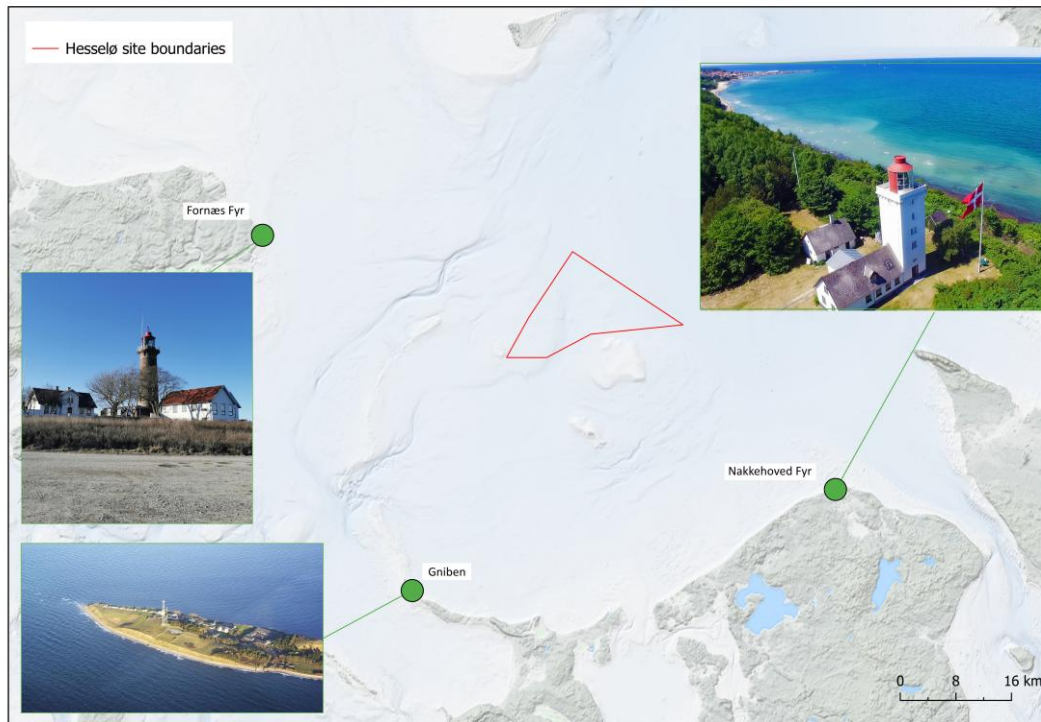 Hesselø site boundaries
Fornæs Fyr
Nakkehoved Fyr
Gniben
0 8 16 km